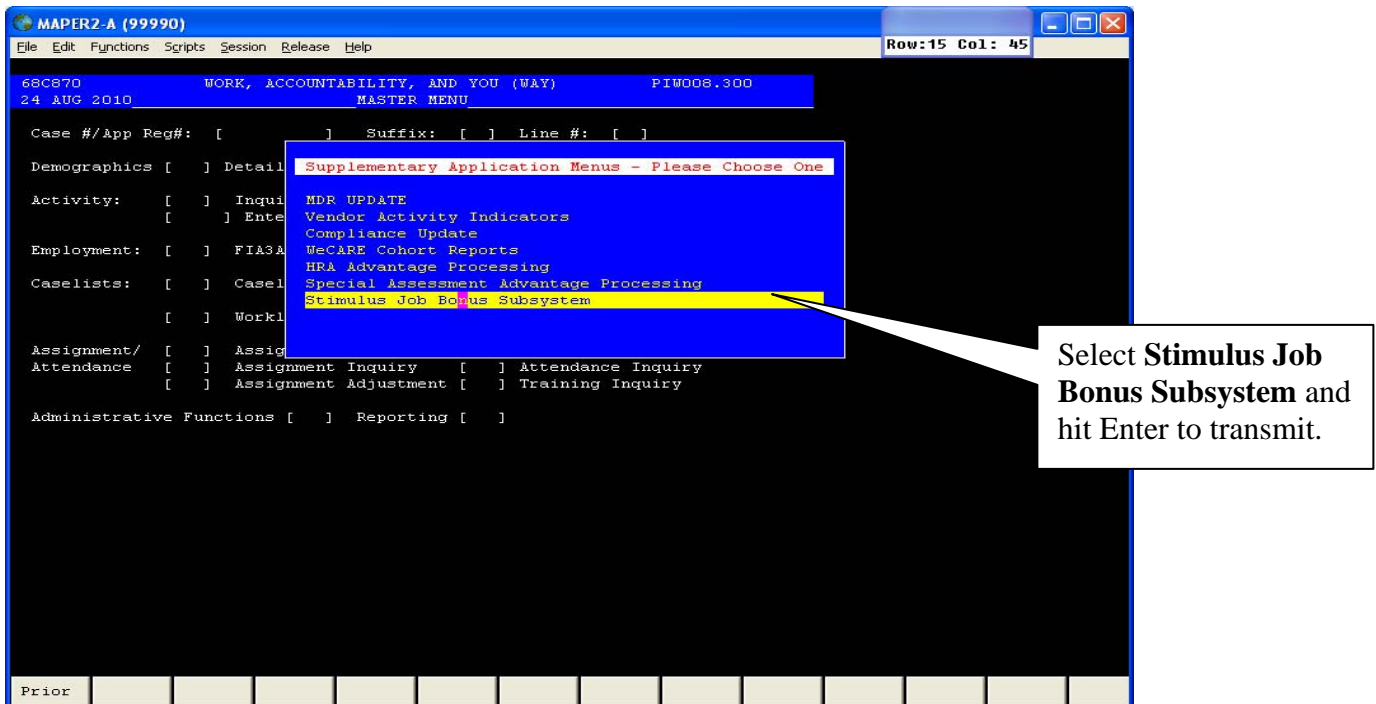 MAPER2-A (99990)
File Edit Functions Scripts Session Release Help
Row:15 Col: 45
68C870 WORK, ACCOUNTABILITY, AND YOU (WAY) PIW008.300
24 AUG 2010 MASTER MENU
Case #/App Reg#: [ ] Suffix: [ ] Line #: [ ]
Demographics [ ] Detail
Supplementary Application Menus - Please Choose One
Activity: [ ] Inqui
MDR UPDATE
[ ] Ente
Vendor Activity Indicators
Compliance Update
Employment: [ ] FIA3A
WeCARE Cohort Reports
HRA Advantage Processing
Caselists: [ ] Casel
Special Assessment Advantage Processing
Stimulus Job Bonus Subsystem
[ ] Workl
Assignment/ [ ] Assig
Attendance [ ] Assignment Inquiry [ ] Attendance Inquiry
[ ] Assignment Adjustment [ ] Training Inquiry
Administrative Functions [ ] Reporting [ ]
Select Stimulus Job
Bonus Subsystem and
hit Enter to transmit.
Prior